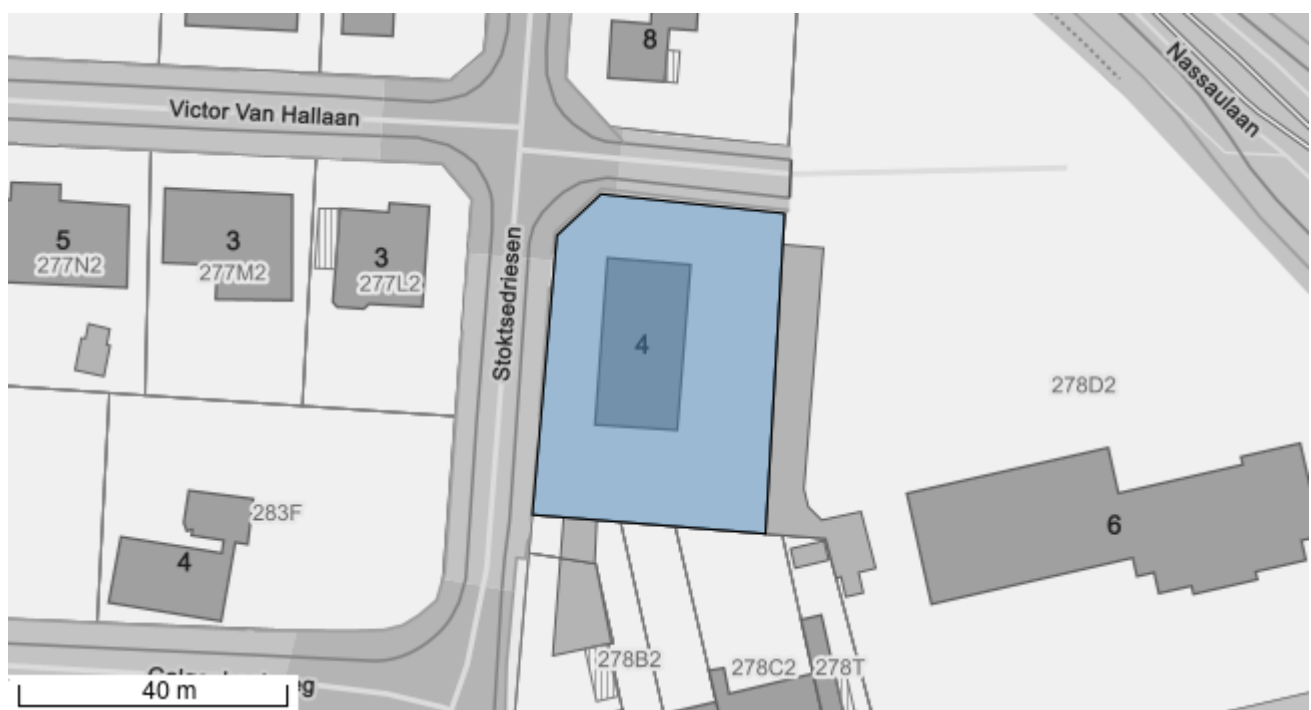 8
Nassaulaan
Victor Van Hallaan
5
277N2
3
277M2
3
277L2
Stoktsedriesen
4
278D2
283F
4
6
278B2
278C2
278T
40 m